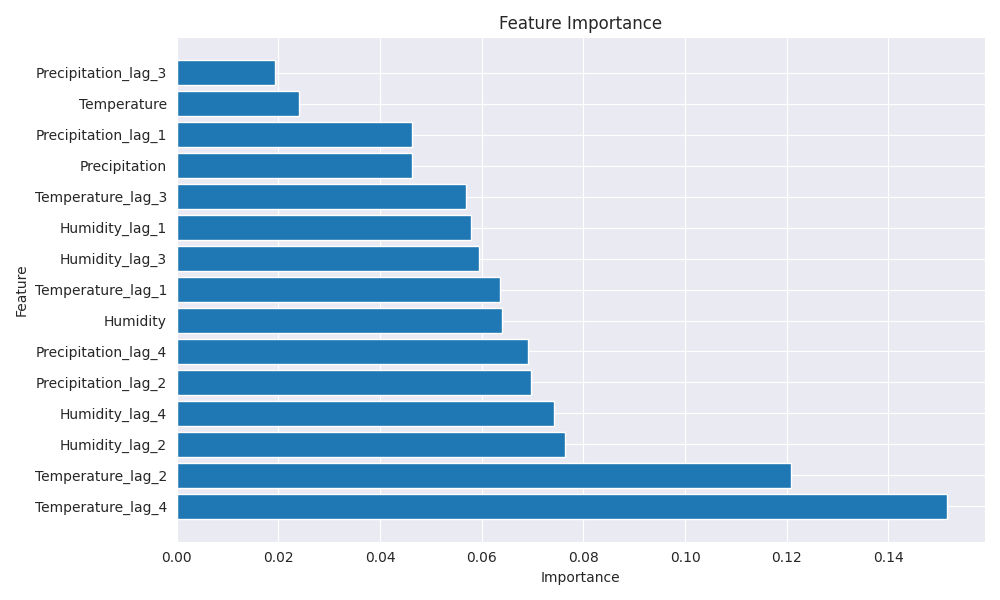 Feature Importance
Feature
Precipitation_lag_3
Temperature
Precipitation_lag_1
Precipitation
Temperature_lag_3
Humidity_lag_1
Humidity_lag_3
Temperature_lag_1
Humidity
Precipitation_lag_4
Precipitation_lag_2
Humidity_lag_4
Humidity_lag_2
Temperature_lag_2
Temperature_lag_4
0.00 0.02 0.04 0.06 0.08 0.10 0.12 0.14
Importance